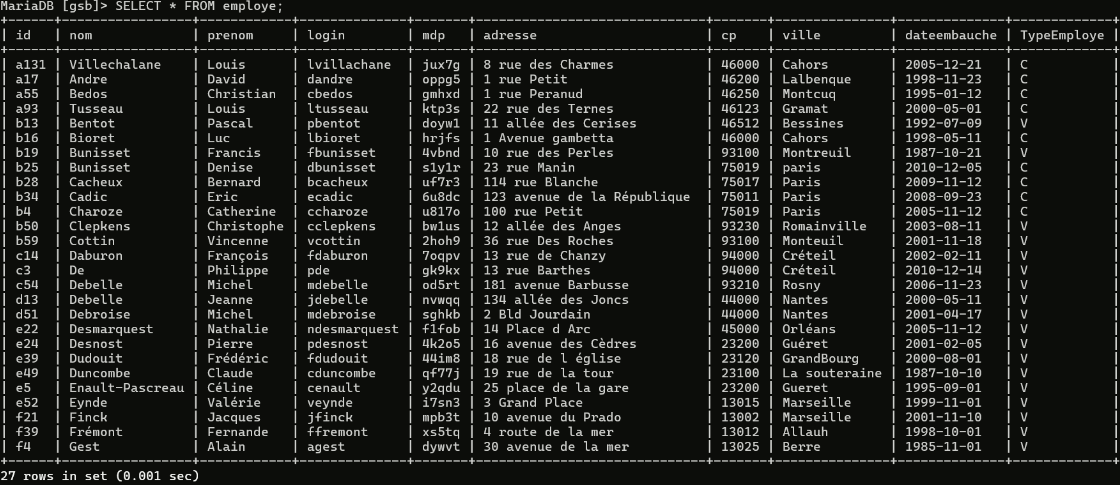 MariaDB [gsb]> SELECT * FROM employe;
| id | nom | prenom | login | mdp | adresse | cp | ville | dateembauche | TypeEmploye |
| a131 | Villechalane | Louis | lvillachane | jux7g | 8 rue des Charmes | 46000 | Cahors | 2005-12-21 | C |
| a17 | Andre | David | dandre | oppg5 | 1 rue Petit | 46200 | Lalbenque | 1998-11-23 | C |
| a55 | Bedos | Christian | cbedos | gmhxd | 1 rue Peranud | 46250 | Montcuq | 1995-01-12 | C |
| a93 | Tusseau | Louis | ltusseau | ktp3s | 22 rue des Ternes | 46123 | Gramat | 2000-05-01 | C |
| b13 | Bentot | Pascal | pbentot | doyw1 | 11 allée des Cerises | 46512 | Bessines | 1992-07-09 | V |
| b16 | Bioret | Luc | lbioret | hrjfs | 1 Avenue gambetta | 46000 | Cahors | 1998-05-11 | C |
| b19 | Bunisset | Francis | fbunisset | 4vbnd | 10 rue des Perles | 93100 | Montreuil | 1987-10-21 | V |
| b25 | Bunisset | Denise | dbunisset | s1y1r | 23 rue Manin | 75019 | paris | 2010-12-05 | C |
| b28 | Cacheux | Bernard | bcacheux | uf7r3 | 114 rue Blanche | 75017 | Paris | 2009-11-12 | C |
| b34 | Cadic | Eric | ecadic | 6u8dc | 123 avenue de la République | 75011 | Paris | 2008-09-23 | C |
| b4 | Charoze | Catherine | ccharoze | u817o | 100 rue Petit | 75019 | Paris | 2005-11-12 | C |
| b50 | Clepkens | Christophe | cclepkens | bw1us | 12 allée des Anges | 93230 | Romainville | 2003-08-11 | V |
| b59 | Cottin | Vincenne | vcottin | 2hoh9 | 36 rue Des Roches | 93100 | Monteuil | 2001-11-18 | V |
| c14 | Daburon | François | fdaburon | 7oqpv | 13 rue de Chanzy | 94000 | Créteil | 2002-02-11 | V |
| c3 | De | Philippe | pde | gk9kx | 13 rue Barthes | 94000 | Créteil | 2010-12-14 | V |
| c54 | Debelle | Michel | mdebelle | od5rt | 181 avenue Barbusse | 93210 | Rosny | 2006-11-23 | V |
| d13 | Debelle | Jeanne | jdebelle | nvwqq | 134 allée des Joncs | 44000 | Nantes | 2000-05-11 | V |
| d51 | Debroise | Michel | mdebroise | sghkb | 2 Bld Jourdain | 44000 | Nantes | 2001-04-17 | V |
| e22 | Desmarquest | Nathalie | ndesmarquest | f1fob | 14 Place d Arc | 45000 | Orléans | 2005-11-12 | V |
| e24 | Desnost | Pierre | pdesnost | 4k2o5 | 16 avenue des Cèdres | 23200 | Guéret | 2001-02-05 | V |
| e39 | Dudouit | Frédéric | fdudouit | 44im8 | 18 rue de l église | 23120 | GrandBourg | 2000-08-01 | V |
| e49 | Duncombe | Claude | cduncombe | qf77j | 19 rue de la tour | 23100 | La souteraine | 1987-10-10 | V |
| e5 | Enault-Pascreau | Céline | cenault | y2qdu | 25 place de la gare | 23200 | Gueret | 1995-09-01 | V |
| e52 | Eynde | Valérie | veynde | i7sn3 | 3 Grand Place | 13015 | Marseille | 1999-11-01 | V |
| f21 | Finck | Jacques | jfinck | mpb3t | 10 avenue du Prado | 13002 | Marseille | 2001-11-10 | V |
| f39 | Frémont | Fernande | ffremont | xs5tq | 4 route de la mer | 13012 | Allauh | 1998-10-01 | V |
| f4 | Gest | Alain | agest | dywvt | 30 avenue de la mer | 13025 | Berre | 1985-11-01 | V |
27 rows in set (0.001 sec)